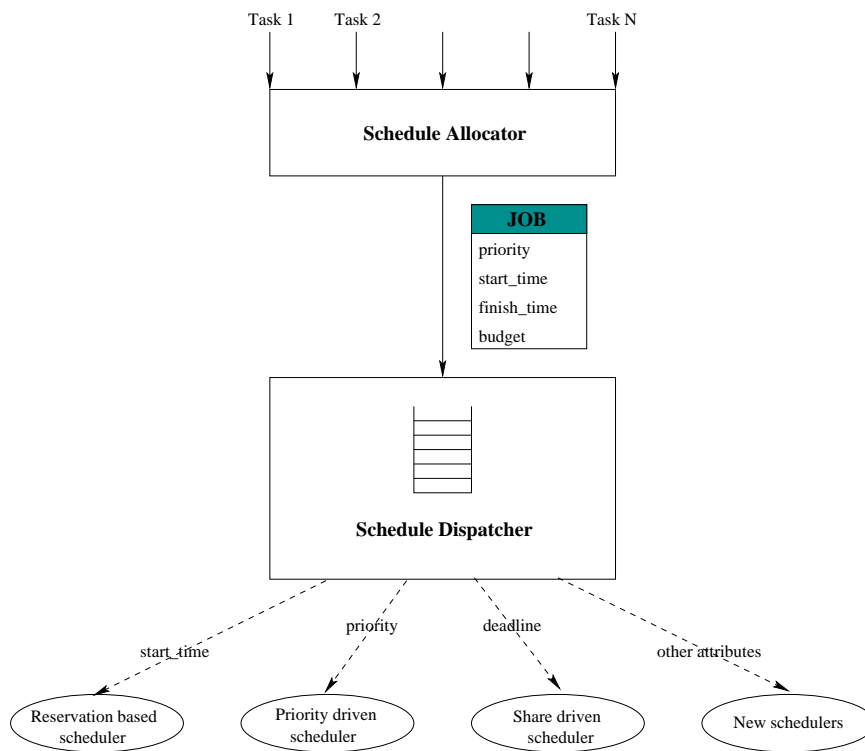 Task 1 Task 2 Task N
Schedule Allocator
JOB
priority
start_time
finish_time
budget
Schedule Dispatcher
start_time
priority
deadline
other attributes
Reservation based
scheduler
Priority driven
scheduler
Share driven
scheduler
New schedulers